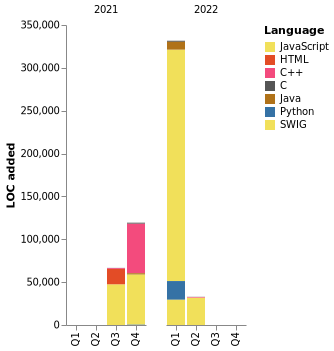 2021 2022
Language
JavaScript
HTML
C++
C
Java
Python
SWIG
LOC added
350,000
300,000
250,000
200,000
150,000
100,000
50,000
0
Q1 Q2 Q3 Q4 Q1 Q2 Q3 Q4